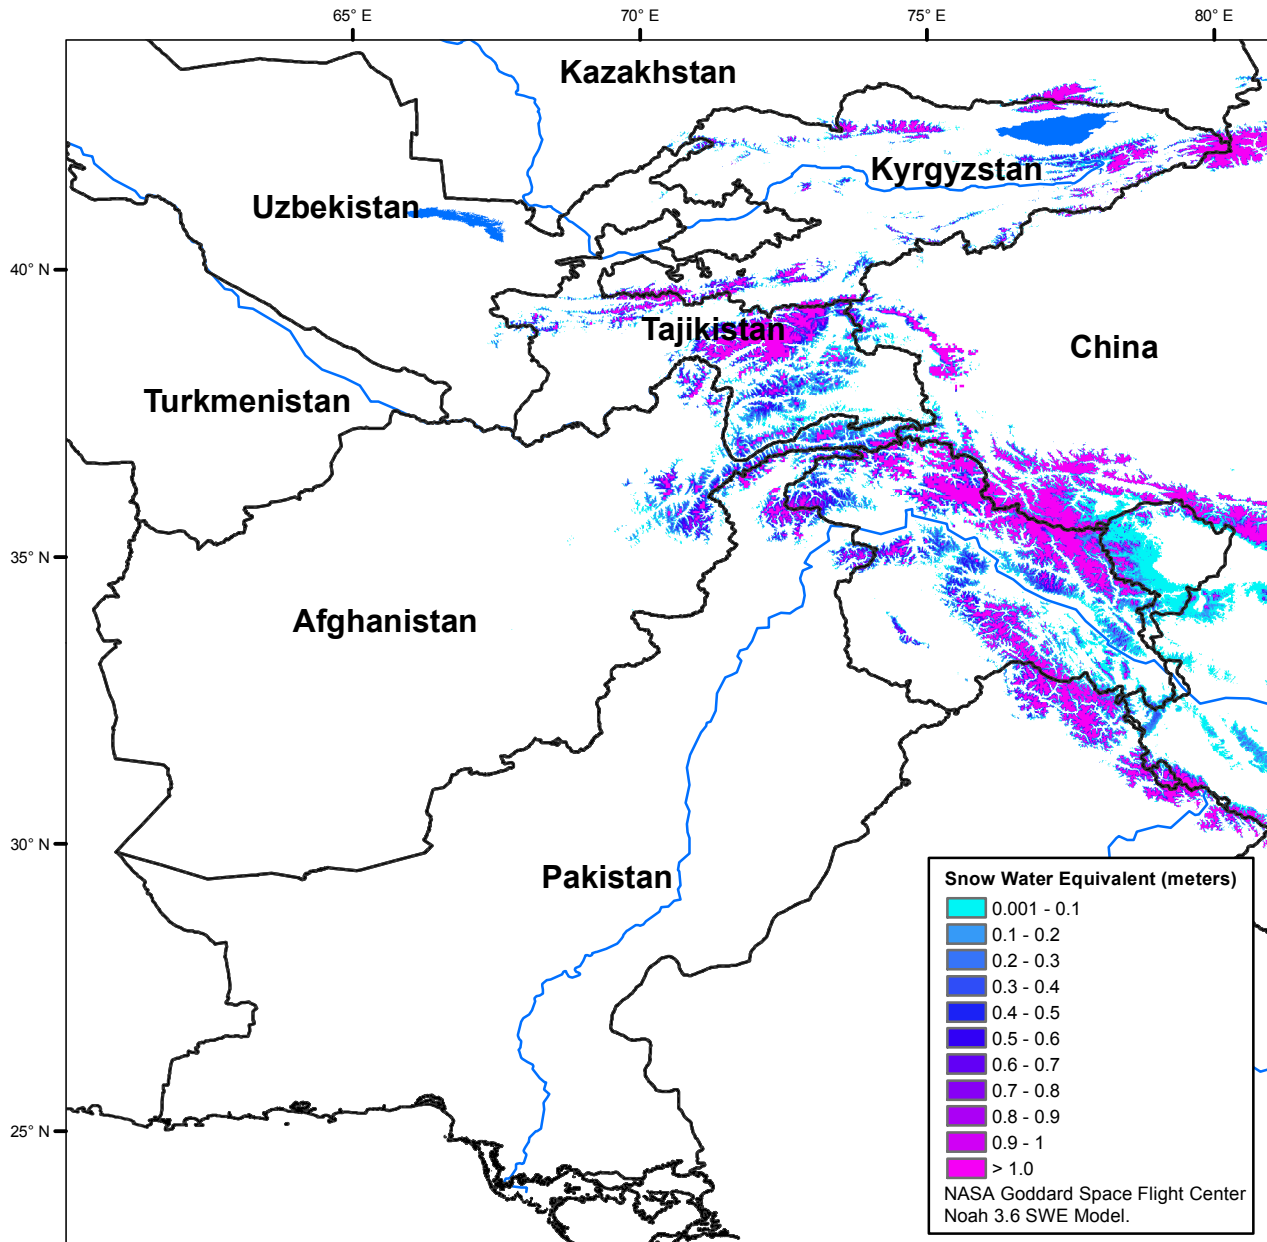 65° E
70° E
75° E
80° E
Kazakhstan
Kyrgyzstan
Uzbekistan
40° N
Tajikistan
China
Turkmenistan
35° N
Afghanistan
30° N
Pakistan
25° N
Snow Water Equivalent (meters)
0.001 - 0.1
0.1 - 0.2
0.2 - 0.3
0.3 - 0.4
0.4 - 0.5
0.5 - 0.6
0.6 - 0.7
0.7 - 0.8
0.8 - 0.9
0.9 - 1
> 1.0
NASA Goddard Space Flight Center
Noah 3.6 SWE Model.